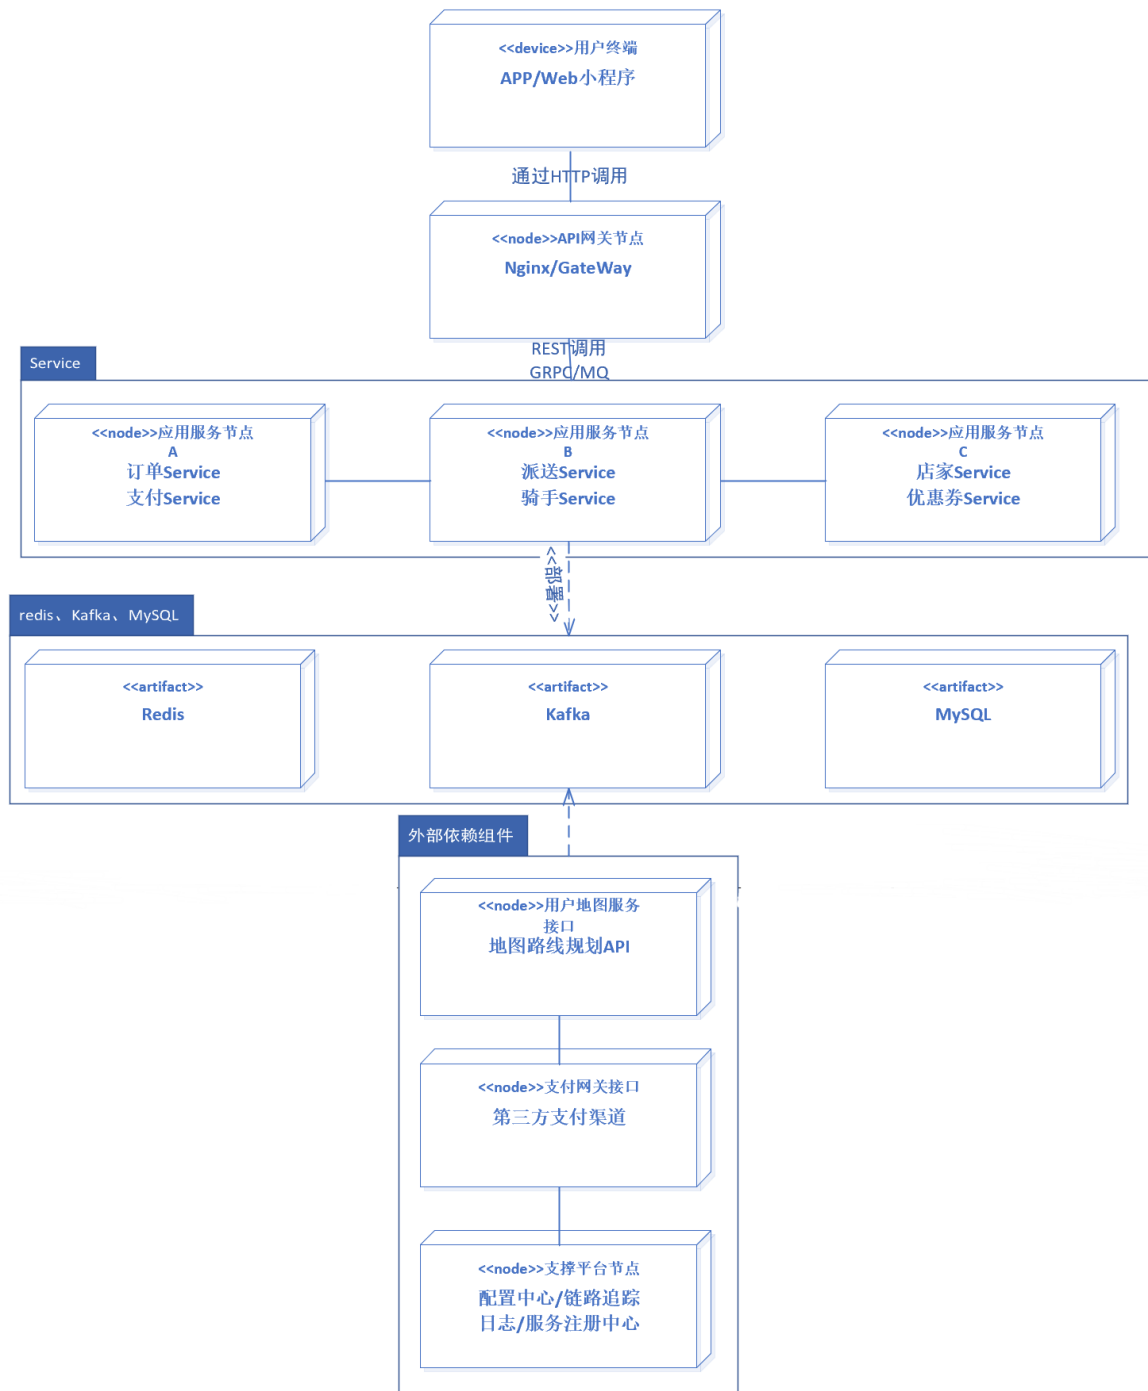 <<device>>用户终端
APP/Web小程序
通过HTTP调用
<<node>>API网关节点
Nginx/GateWay
REST调用
GRPC/MQ
Service
<<node>>应用服务节点
A
订单Service
支付Service
<<node>>应用服务节点
B
派送Service
骑手Service
<<node>>应用服务节点
C
店家Service
优惠券Service
<<部署>>
redis、Kafka、MySQL
<<artifact>>
Redis
<<artifact>>
Kafka
<<artifact>>
MySQL
外部依赖组件
<<node>>用户地图服务
接口
地图路线规划API
<<node>>支付网关接口
第三方支付渠道
<<node>>支撑平台节点
配置中心/链路追踪
日志/服务注册中心